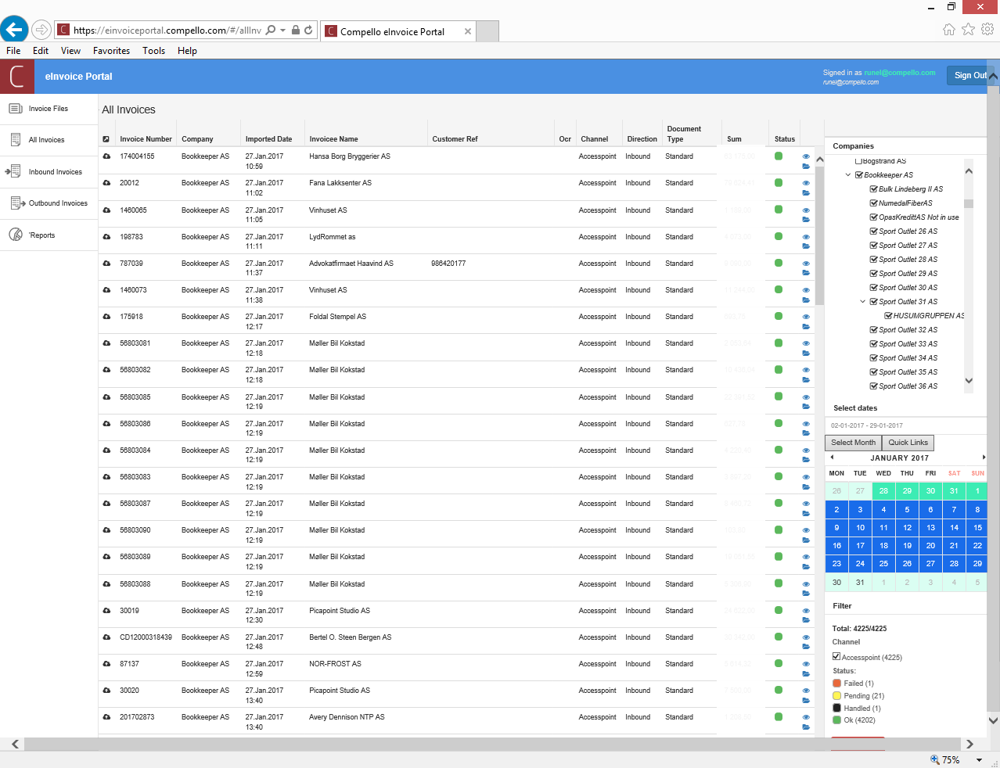 https://einvoiceportal.compello.com/#/allInv
Compello eInvoice Portal
File Edit View Favorites Tools Help
C
eInvoice Portal
Signed in as runel@compello.com
runel@compello.com
Sign Out
Invoice Files
All Invoices
Inbound Invoices
Outbound Invoices
'Reports
All Invoices
Invoice Number Company Imported Date Invoicee Name Customer Ref Ocr Channel Direction Document Type Sum Status
174004155 Bookkeeper AS 27.Jan.2017 10:59 Hansa Borg Bryggerier AS Accesspoint Inbound Standard
20012 Bookkeeper AS 27.Jan.2017 11:02 Fana Lakksenter AS Accesspoint Inbound Standard
1460065 Bookkeeper AS 27.Jan.2017 11:05 Vinhuset AS Accesspoint Inbound Standard
198783 Bookkeeper AS 27.Jan.2017 11:11 LydRommet as Accesspoint Inbound Standard
787039 Bookkeeper AS 27.Jan.2017 11:37 Advokatfirmaet Haavind AS 986420177 Accesspoint Inbound Standard
1460073 Bookkeeper AS 27.Jan.2017 11:38 Vinhuset AS Accesspoint Inbound Standard
175918 Bookkeeper AS 27.Jan.2017 12:17 Foldal Stempel AS Accesspoint Inbound Standard
56803081 Bookkeeper AS 27.Jan.2017 12:18 Møller Bil Kokstad Accesspoint Inbound Standard
56803082 Bookkeeper AS 27.Jan.2017 12:18 Møller Bil Kokstad Accesspoint Inbound Standard
56803085 Bookkeeper AS 27.Jan.2017 12:19 Møller Bil Kokstad Accesspoint Inbound Standard
56803086 Bookkeeper AS 27.Jan.2017 12:19 Møller Bil Kokstad Accesspoint Inbound Standard
56803084 Bookkeeper AS 27.Jan.2017 12:19 Møller Bil Kokstad Accesspoint Inbound Standard
56803083 Bookkeeper AS 27.Jan.2017 12:19 Møller Bil Kokstad Accesspoint Inbound Standard
56803087 Bookkeeper AS 27.Jan.2017 12:19 Møller Bil Kokstad Accesspoint Inbound Standard
56803090 Bookkeeper AS 27.Jan.2017 12:19 Møller Bil Kokstad Accesspoint Inbound Standard
56803089 Bookkeeper AS 27.Jan.2017 12:19 Møller Bil Kokstad Accesspoint Inbound Standard
56803088 Bookkeeper AS 27.Jan.2017 12:19 Møller Bil Kokstad Accesspoint Inbound Standard
30019 Bookkeeper AS 27.Jan.2017 12:30 Picapoint Studio AS Accesspoint Inbound Standard
CD12000318439 Bookkeeper AS 27.Jan.2017 12:48 Bertel O. Steen Bergen AS Accesspoint Inbound Standard
87137 Bookkeeper AS 27.Jan.2017 12:59 NOR-FROST AS Accesspoint Inbound Standard
30020 Bookkeeper AS 27.Jan.2017 13:40 Picapoint Studio AS Accesspoint Inbound Standard
201702873 Bookkeeper AS 27.Jan.2017 13:40 Avery Dennison NTP AS Accesspoint Inbound Standard
Companies
Bogstrand AS
Bookkeeper AS
Bulk Lindeberg II AS
NumedalFiberAS
OpasKredittAS Not in use
Sport Outlet 26 AS
Sport Outlet 27 AS
Sport Outlet 28 AS
Sport Outlet 29 AS
Sport Outlet 30 AS
Sport Outlet 31 AS
HUSUMGRUPPEN AS
Sport Outlet 32 AS
Sport Outlet 33 AS
Sport Outlet 34 AS
Sport Outlet 35 AS
Sport Outlet 36 AS
Select dates
02-01-2017 - 29-01-2017
Select Month Quick Links
JANUARY 2017
MON TUE WED THU FRI SAT SUN
26 27 28 29 30 31 1
2 3 4 5 6 7 8
9 10 11 12 13 14 15
16 17 18 19 20 21 22
23 24 25 26 27 28 29
30 31 1 2 3 4 5
Filter
Total: 4225/4225
Channel
Accesspoint (4225)
Status:
Failed (1)
Pending (21)
Handled (1)
Ok (4202)
75%